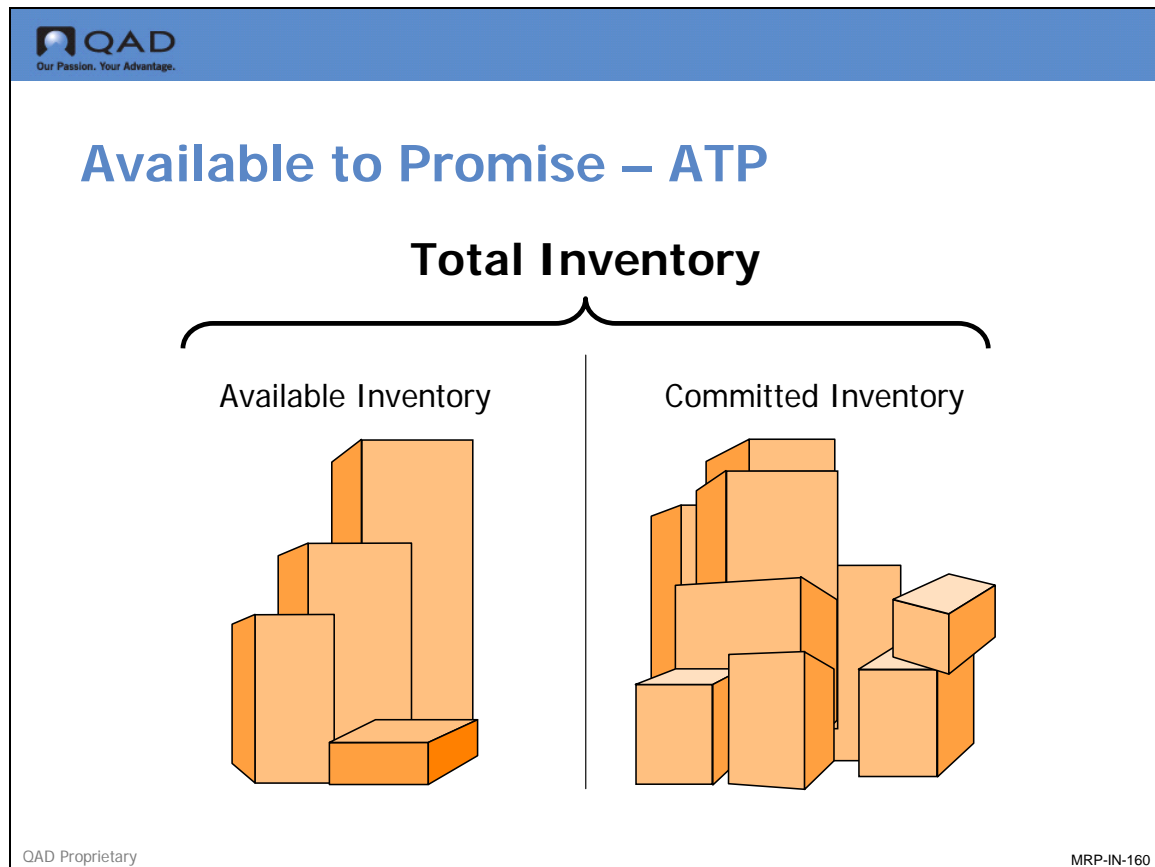 QAD
Our Passion. Your Advantage.
Available to Promise – ATP
Total Inventory
Available Inventory
Committed Inventory
QAD Proprietary
MRP-IN-160